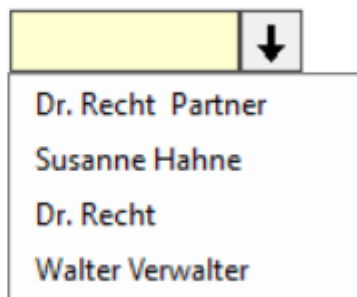 Dr. Recht Partner
Susanne Hahne
Dr. Recht
Walter Verwalter